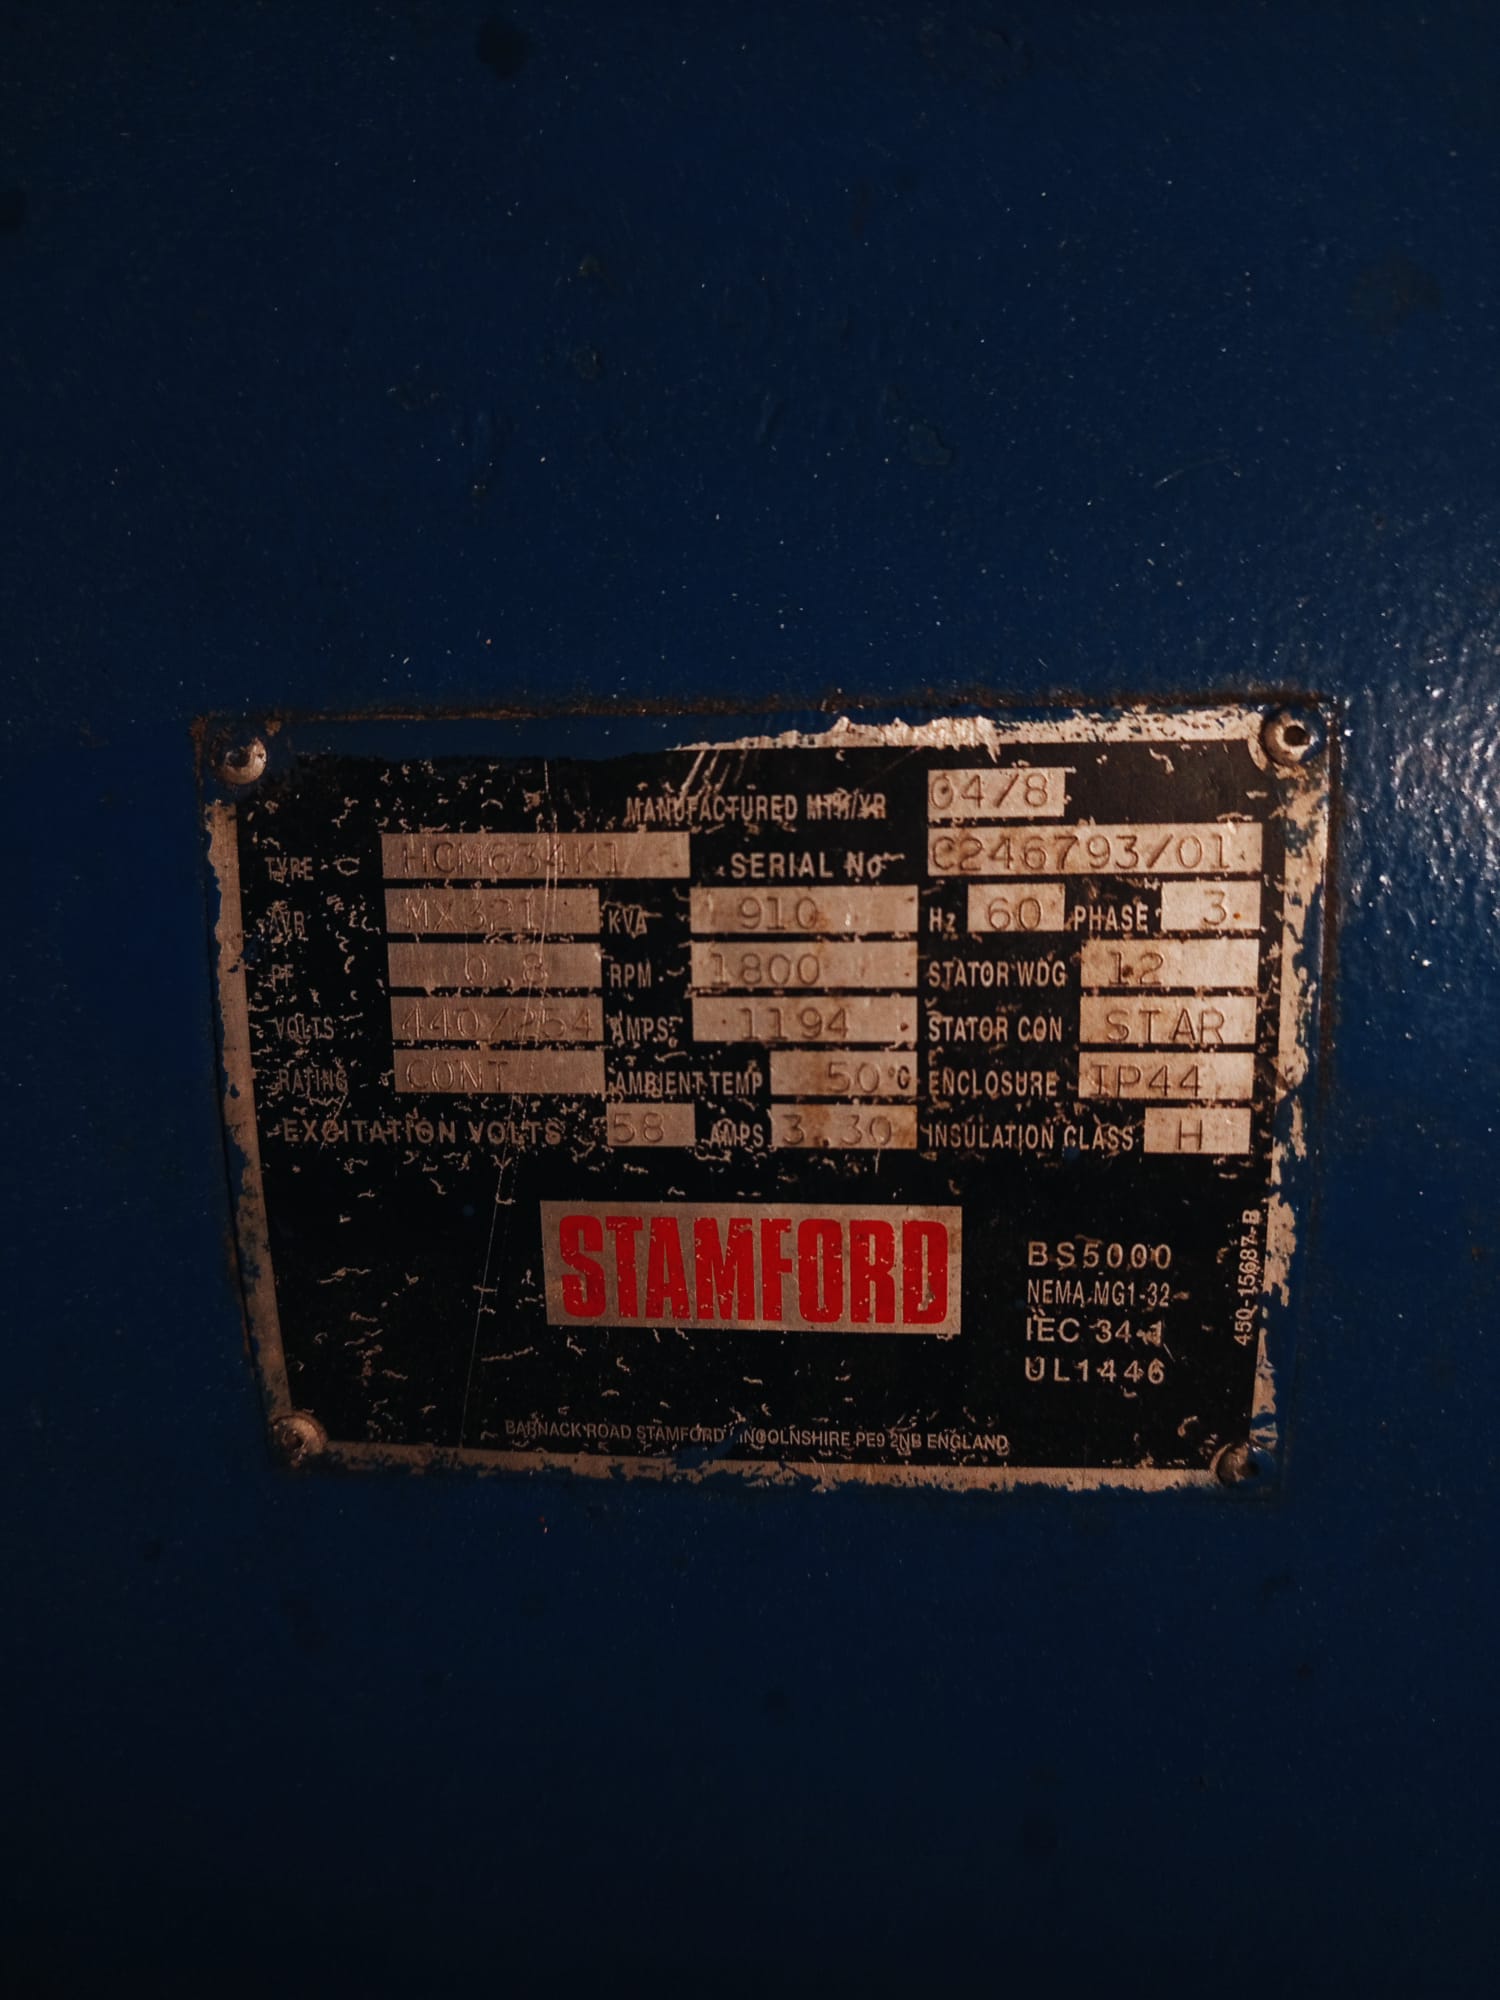 MANUFACTURED MTH/YR 04/8
TYPE HCM634K1 SERIAL No C246793/01
AVR MX321 KVA 910 Hz 60 PHASE 3
PF 0.8 RPM 1800 STATOR WDG 12
VOLTS 440/254 AMPS 1194 STATOR CON STAR
RATING CONT AMBIENT TEMP 50°C ENCLOSURE IP44
EXCITATION VOLTS 58 AMPS 3.30 INSULATION CLASS H
STAMFORD
BS5000
NEMA MG1-32
IEC 34-1
UL1446
450-15687-B
BARNACK ROAD STAMFORD LINCOLNSHIRE PE9 2NB ENGLAND